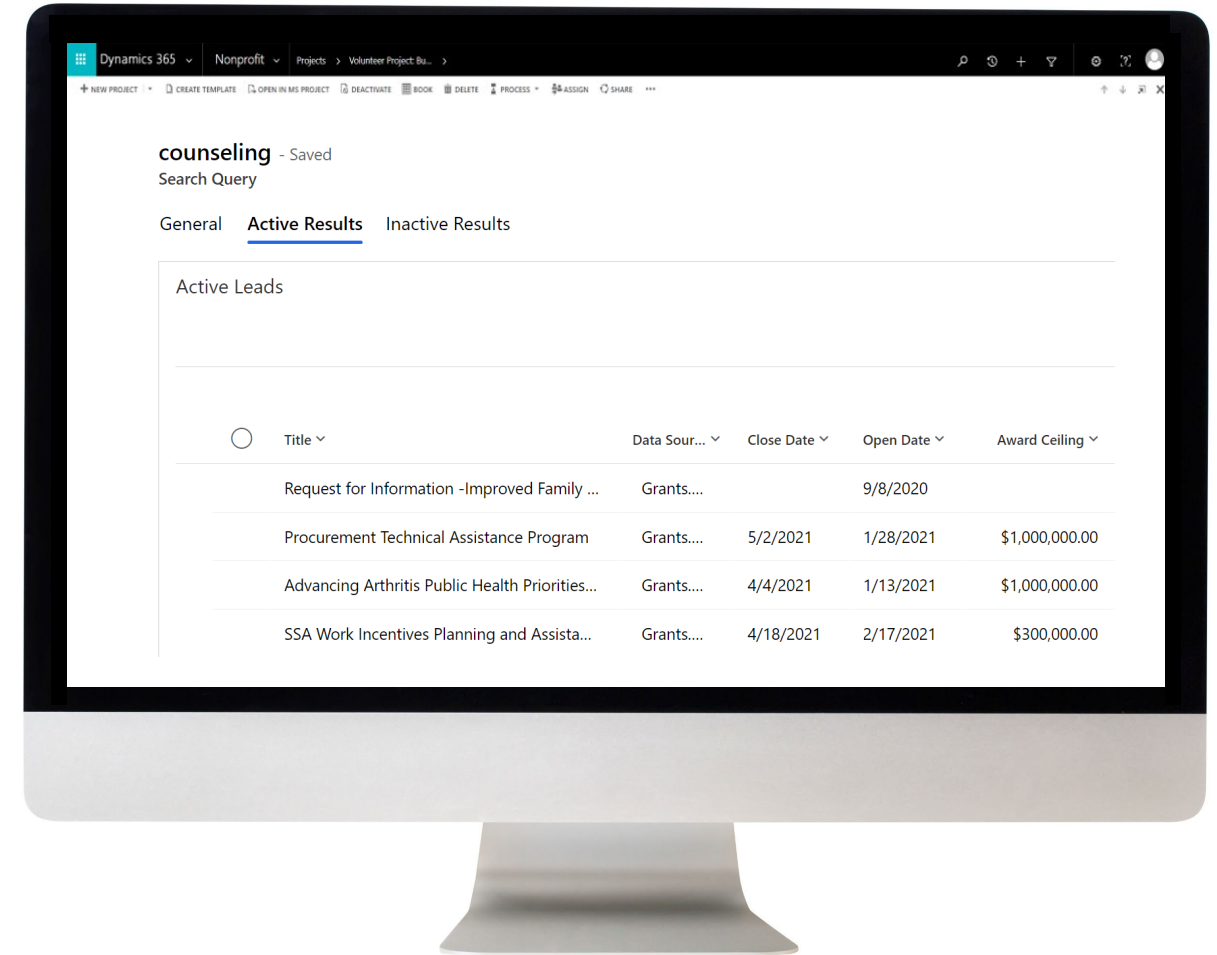 Dynamics 365 Nonprofit Projects > Volunteer Project: Bu... >
+ NEW PROJECT CREATE TEMPLATE OPEN IN MS PROJECT DEACTIVATE BOOK DELETE PROCESS ASSIGN SHARE ...
counseling - Saved
Search Query
General Active Results Inactive Results
Active Leads
Title Data Sour... Close Date Open Date Award Ceiling
Request for Information -Improved Family ... Grants.... 9/8/2020
Procurement Technical Assistance Program Grants.... 5/2/2021 1/28/2021 $1,000,000.00
Advancing Arthritis Public Health Priorities... Grants.... 4/4/2021 1/13/2021 $1,000,000.00
SSA Work Incentives Planning and Assista... Grants.... 4/18/2021 2/17/2021 $300,000.00